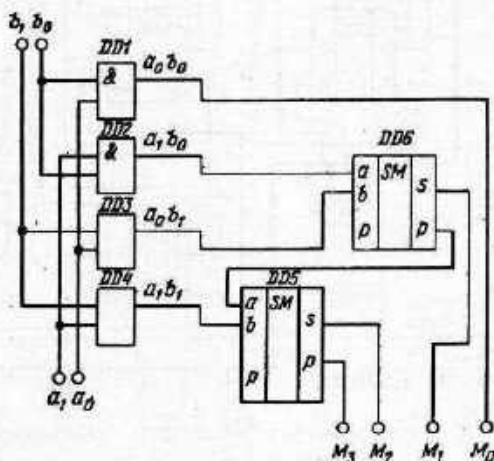 b₁ b₀
DD1
& a₀b₀
DD2
& a₁b₀
DD6
a SM s
b
p p
DD3
a₀b₁
DD4
a₁b₁
DD5
a SM s
b
p p
a₁ a₀
M₃ M₂ M₁ M₀